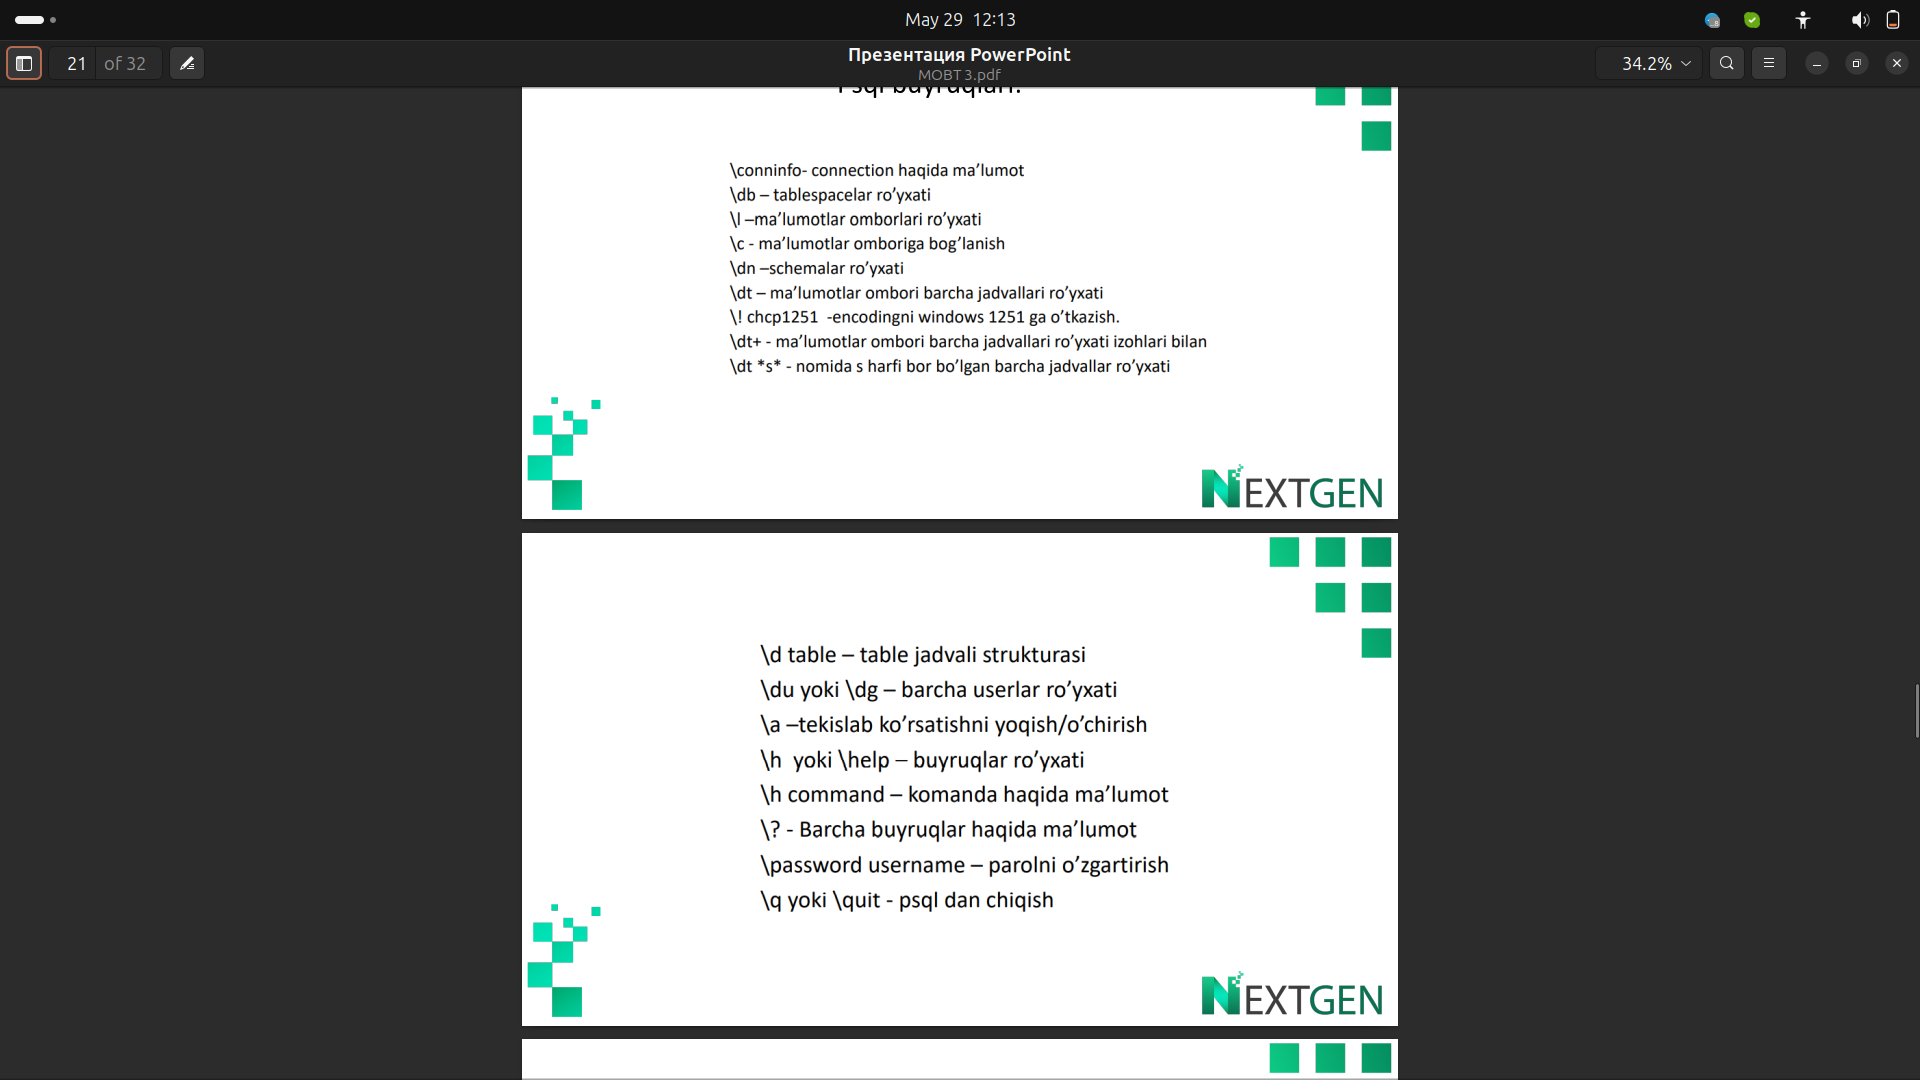 May 29 12:13
21 of 32
Презентация PowerPoint
МОВТ 3.pdf
34.2%
Psql buyruqlari:
\conninfo- connection haqida ma’lumot
\db – tablespacelar ro’yxati
\l –ma’lumotlar omborlari ro’yxati
\c - ma’lumotlar omboriga bog’lanish
\dn –schemalar ro’yxati
\dt – ma’lumotlar ombori barcha jadvallari ro’yxati
\! chcp1251  -encodingni windows 1251 ga o’tkazish.
\dt+ - ma’lumotlar ombori barcha jadvallari ro’yxati izohlari bilan
\dt *s* - nomida s harfi bor bo’lgan barcha jadvallar ro’yxati
NEXTGEN
\d table – table jadvali strukturasi
\du yoki \dg – barcha userlar ro’yxati
\a –tekislab ko’rsatishni yoqish/o’chirish
\h  yoki \help – buyruqlar ro’yxati
\h command – komanda haqida ma’lumot
\? - Barcha buyruqlar haqida ma’lumot
\password username – parolni o’zgartirish
\q yoki \quit - psql dan chiqish
NEXTGEN